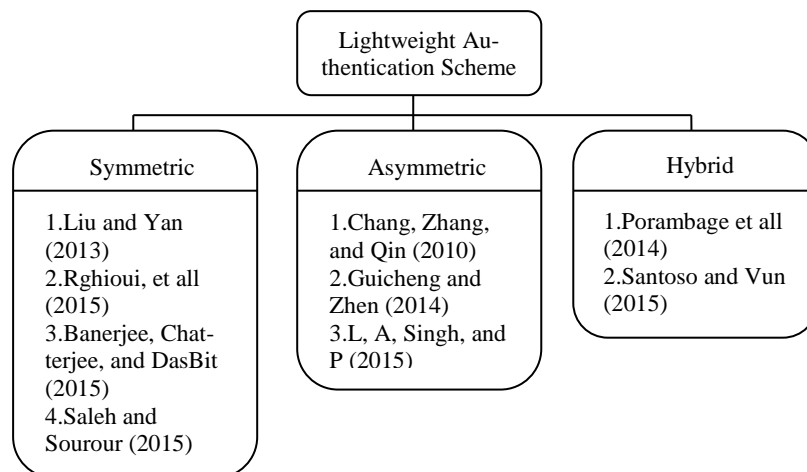 Lightweight Au-
thentication Scheme
Symmetric
1.Liu and Yan
(2013)
2.Rghioui, et all
(2015)
3.Banerjee, Chat-
terjee, and DasBit
(2015)
4.Saleh and
Sourour (2015)
Asymmetric
1.Chang, Zhang,
and Qin (2010)
2.Guicheng and
Zhen (2014)
3.L, A, Singh, and
P (2015)
Hybrid
1.Porambage et all
(2014)
2.Santoso and Vun
(2015)